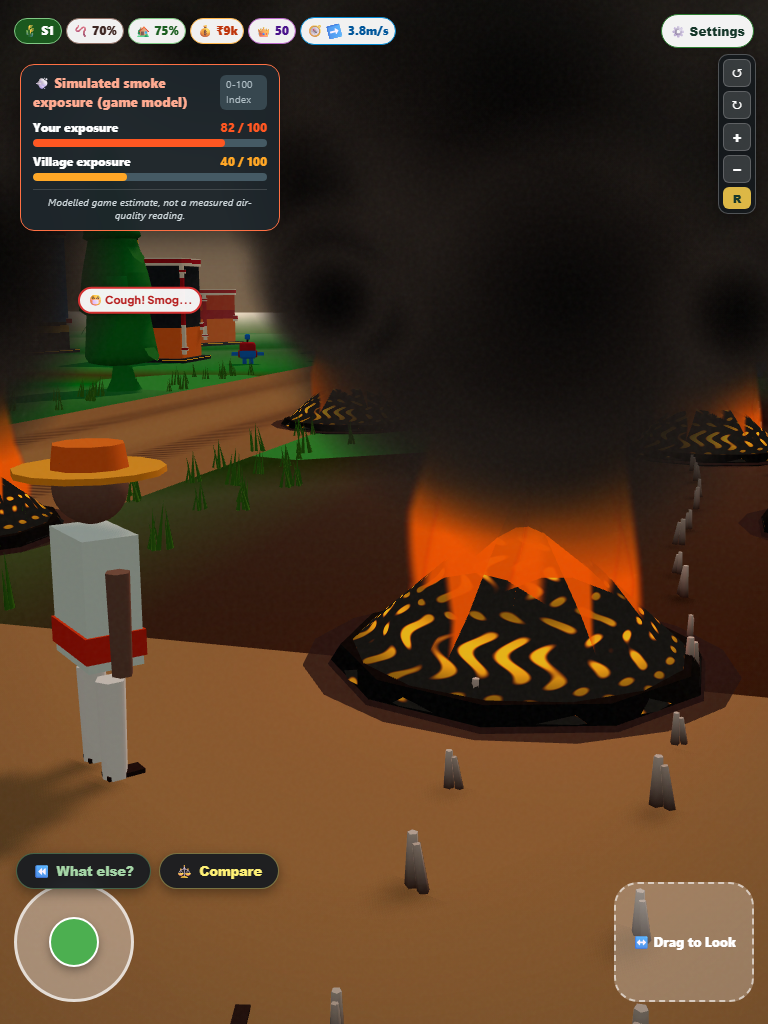 S1
70%
75%
₹9k
50
3.8m/s
Settings
Simulated smoke
exposure (game model)
0-100
Index
Your exposure
82 / 100
Village exposure
40 / 100
Modelled game estimate, not a measured air-
quality reading.
↺
↻
+
−
R
Cough! Smog...
What else?
Compare
Drag to Look